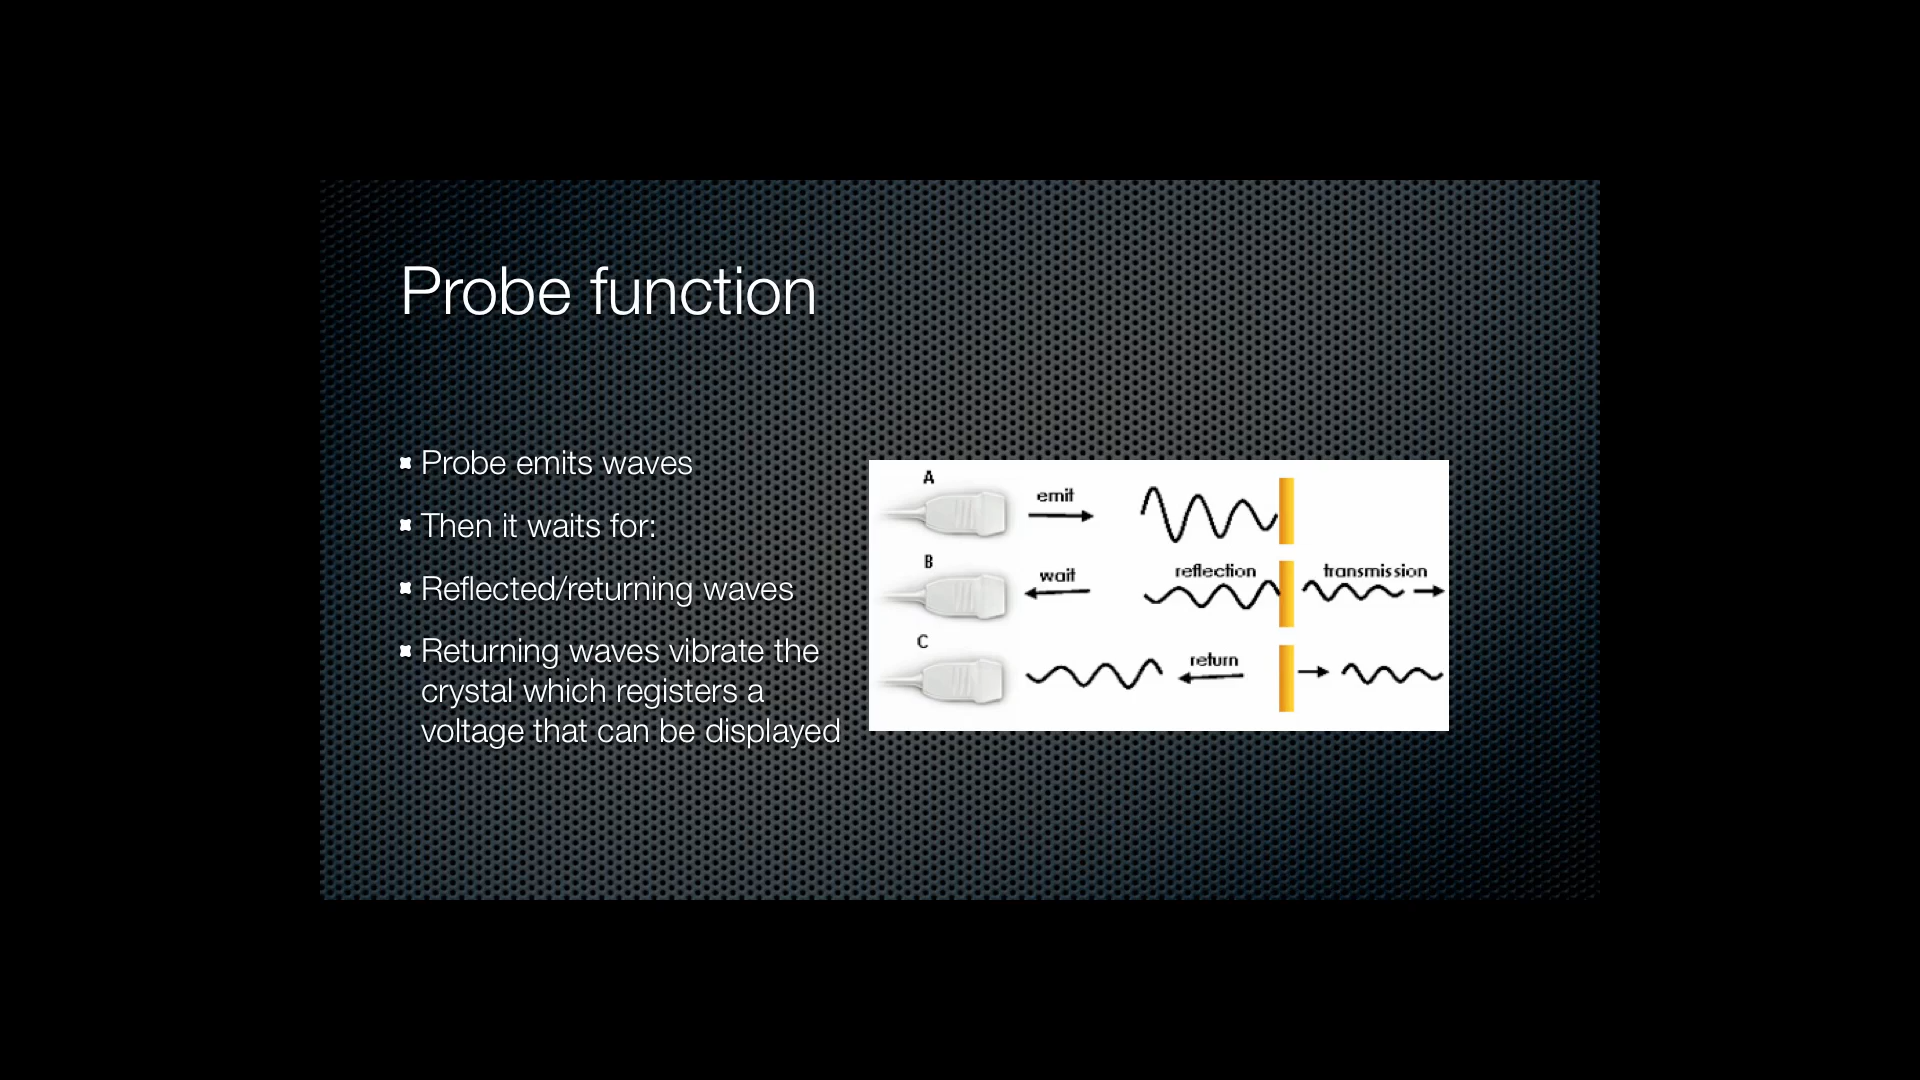 Probe function
Probe emits waves
Then it waits for:
Reflected/returning waves
Returning waves vibrate the
crystal which registers a
voltage that can be displayed
A
emit
B
wait
reflection
transmission
C
return